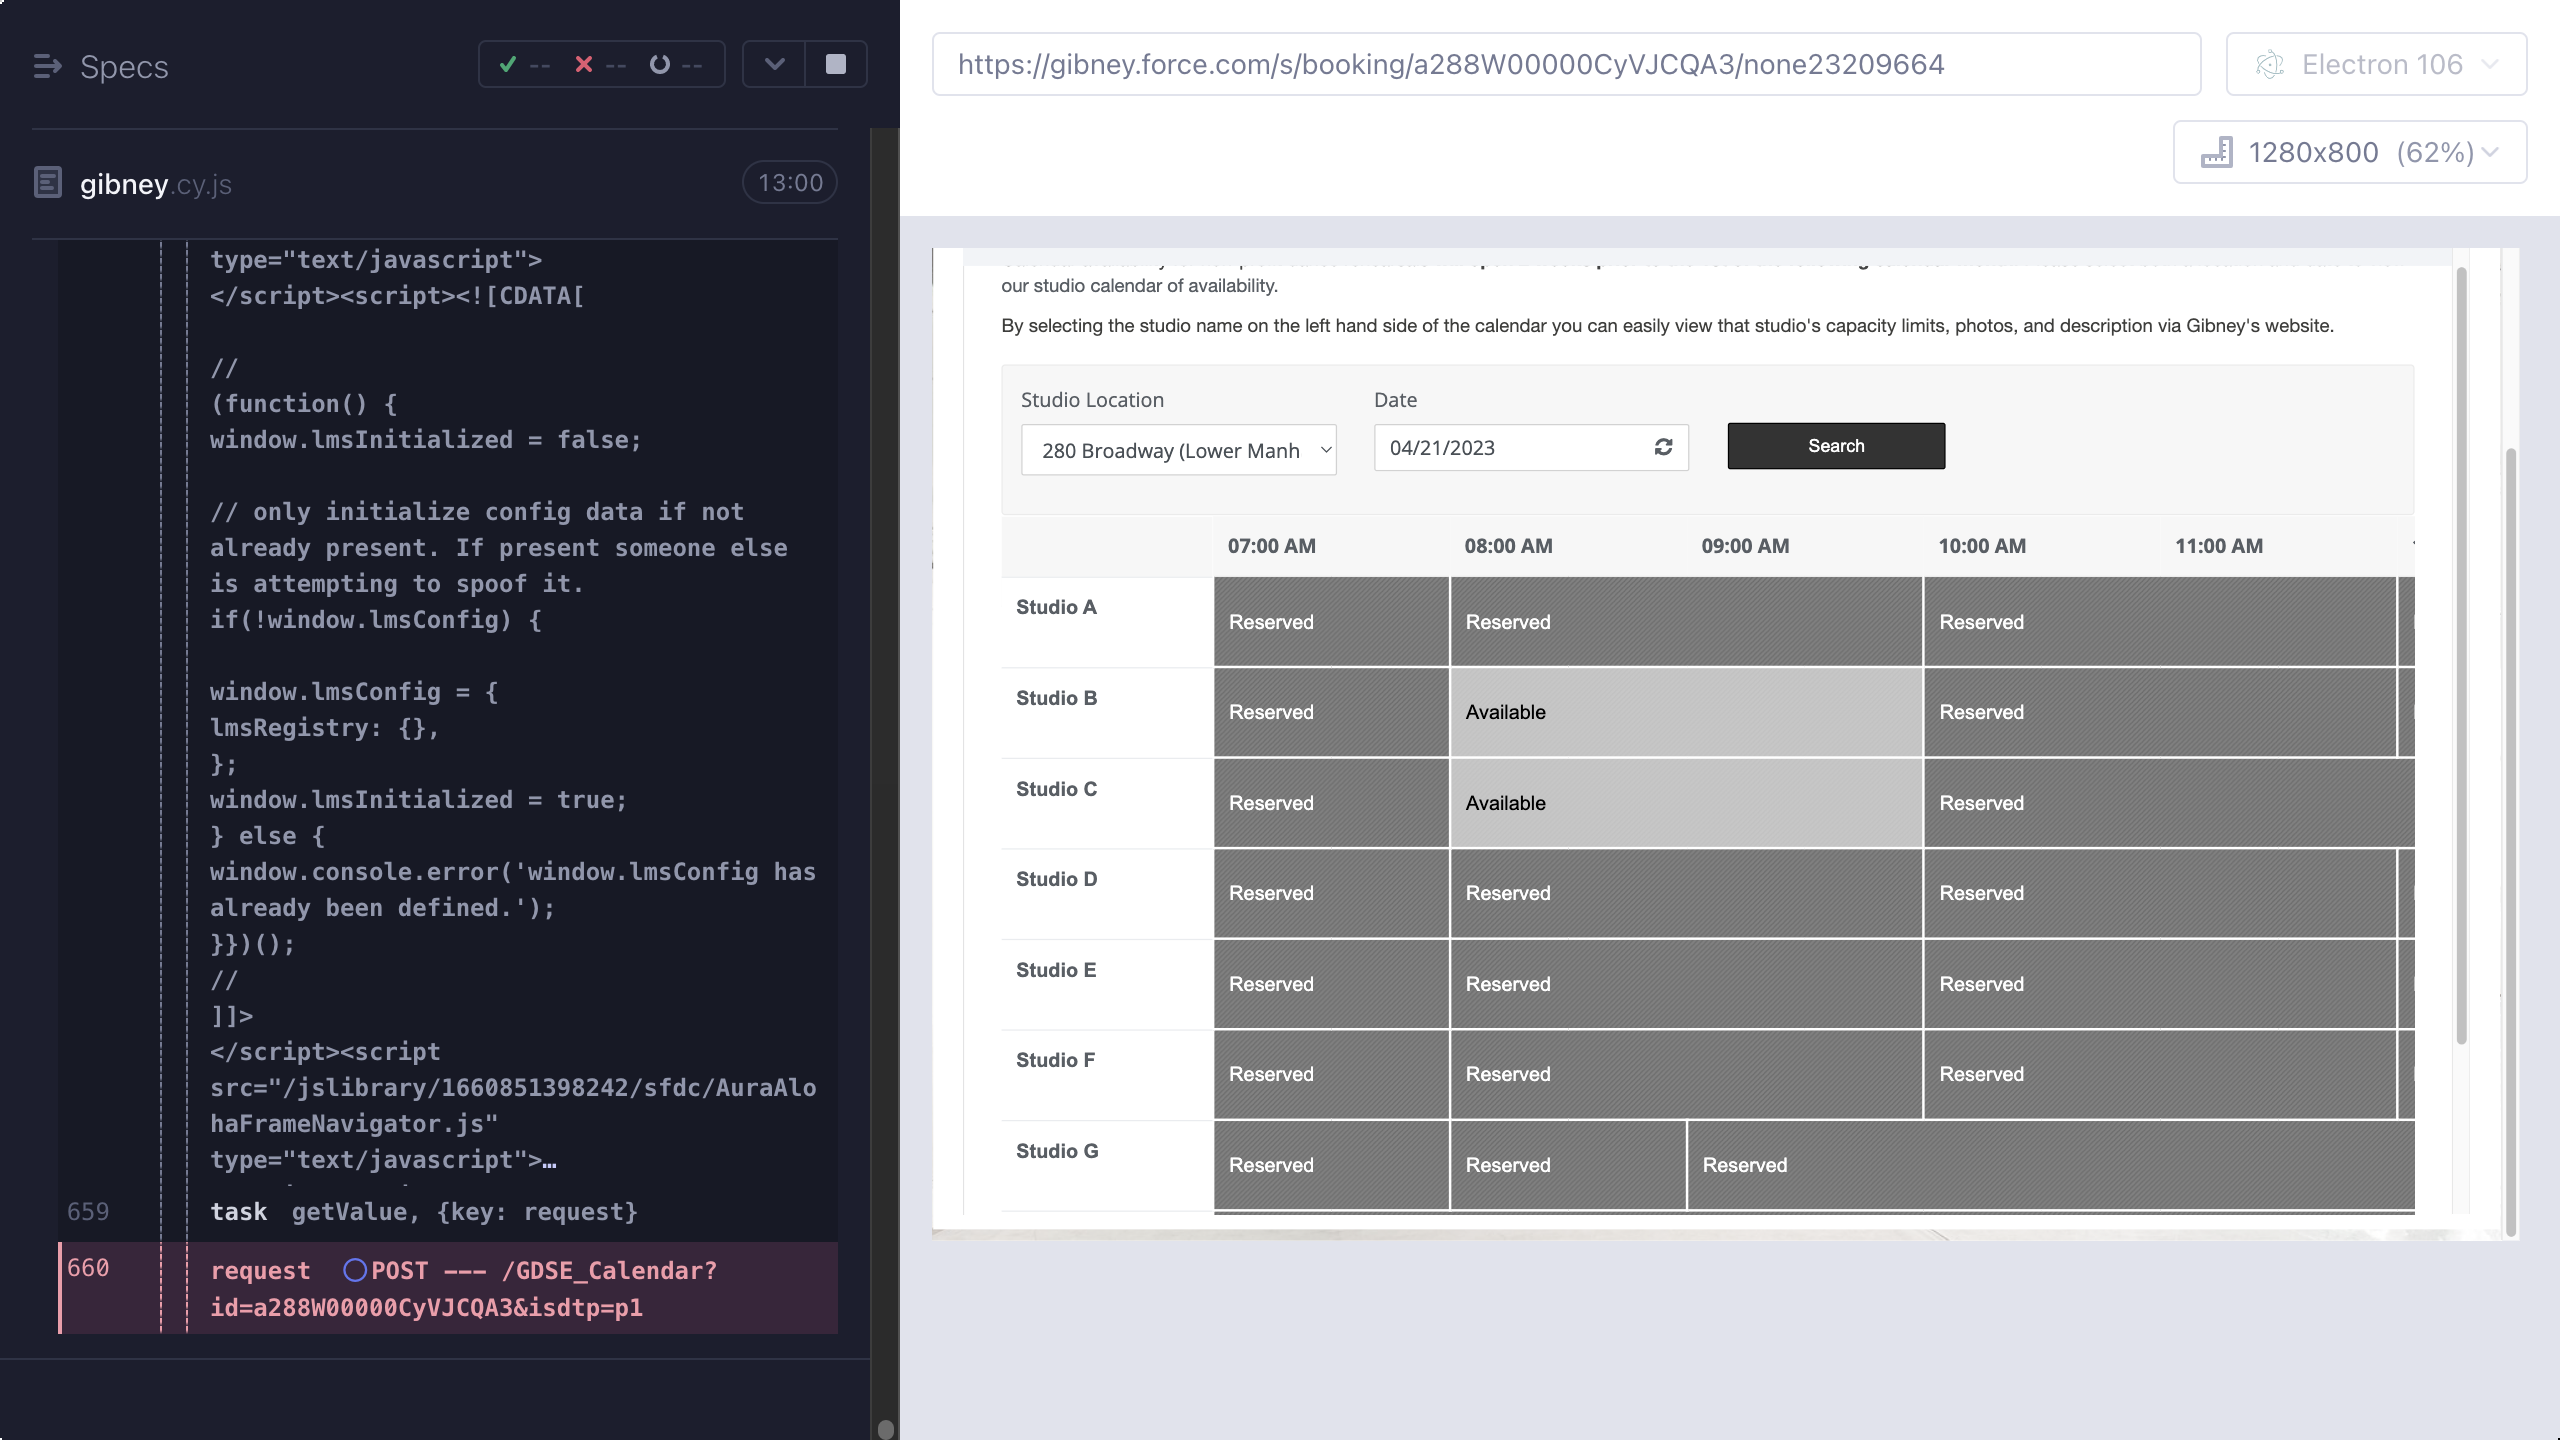 Specs
-- -- --
gibney.cy.js
13:00
type="text/javascript">
</script><script><![CDATA[
//
(function() {
window.lmsInitialized = false;
// only initialize config data if not
already present. If present someone else
is attempting to spoof it.
if(!window.lmsConfig) {
window.lmsConfig = {
lmsRegistry: {},
};
window.lmsInitialized = true;
} else {
window.console.error('window.lmsConfig has
already been defined.');
}})();
//
]]>
</script><script
src="/jslibrary/1660851398242/sfdc/AuraAlo
haFrameNavigator.js"
type="text/javascript">…
659 task getValue, {key: request}
660 request POST --- /GDSE_Calendar?
id=a288W00000CyVJCQA3&isdtp=p1
https://gibney.force.com/s/booking/a288W00000CyVJCQA3/none23209664
Electron 106
1280x800 (62%)
our studio calendar of availability.
By selecting the studio name on the left hand side of the calendar you can easily view that studio's capacity limits, photos, and description via Gibney's website.
Studio Location Date
280 Broadway (Lower Manh 04/21/2023 Search
07:00 AM 08:00 AM 09:00 AM 10:00 AM 11:00 AM
Studio A Reserved Reserved Reserved
Studio B Reserved Available Reserved
Studio C Reserved Available Reserved
Studio D Reserved Reserved Reserved
Studio E Reserved Reserved Reserved
Studio F Reserved Reserved Reserved
Studio G Reserved Reserved Reserved